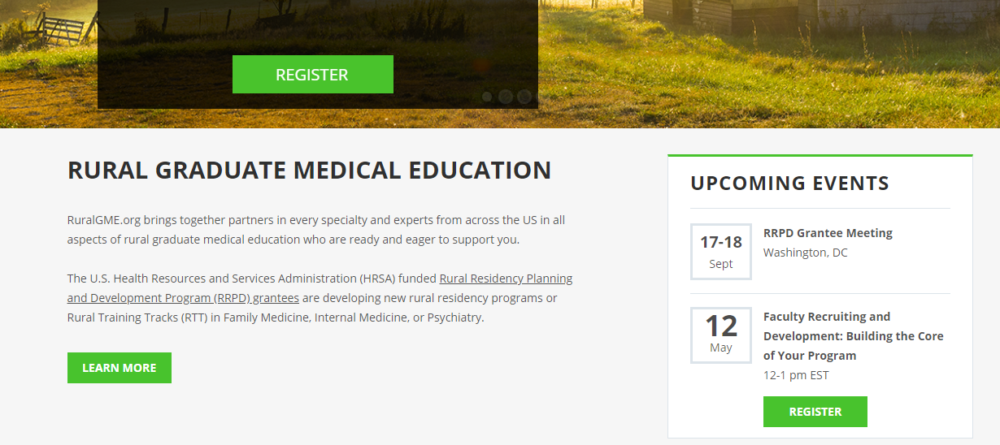 REGISTER
RURAL GRADUATE MEDICAL EDUCATION
RuralGME.org brings together partners in every specialty and experts from across the US in all
aspects of rural graduate medical education who are ready and eager to support you.
The U.S. Health Resources and Services Administration (HRSA) funded Rural Residency Planning
and Development Program (RRPD) grantees are developing new rural residency programs or
Rural Training Tracks (RTT) in Family Medicine, Internal Medicine, or Psychiatry.
LEARN MORE
UPCOMING EVENTS
17-18
Sept
RRPD Grantee Meeting
Washington, DC
12
May
Faculty Recruiting and
Development: Building the Core
of Your Program
12-1 pm EST
REGISTER